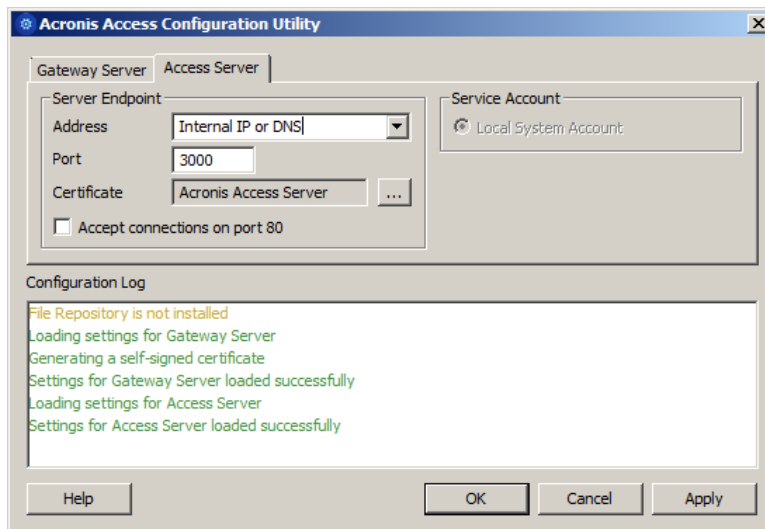 Acronis Access Configuration Utility
Gateway Server Access Server
Server Endpoint
Address Internal IP or DNS
Port 3000
Certificate Acronis Access Server ...
Accept connections on port 80
Service Account
Local System Account
Configuration Log
File Repository is not installed
Loading settings for Gateway Server
Generating a self-signed certificate
Settings for Gateway Server loaded successfully
Loading settings for Access Server
Settings for Access Server loaded successfully
Help OK Cancel Apply